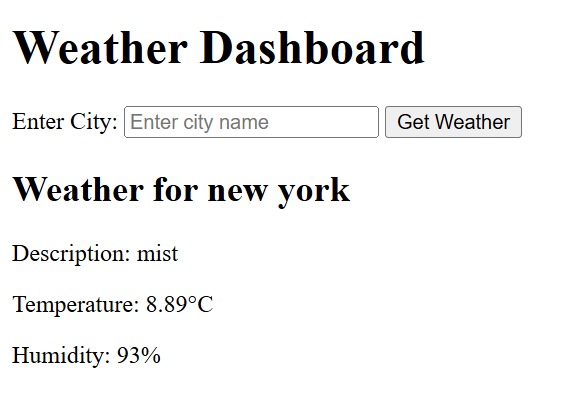 Weather Dashboard
Enter City: Enter city name Get Weather
Weather for new york
Description: mist
Temperature: 8.89°C
Humidity: 93%